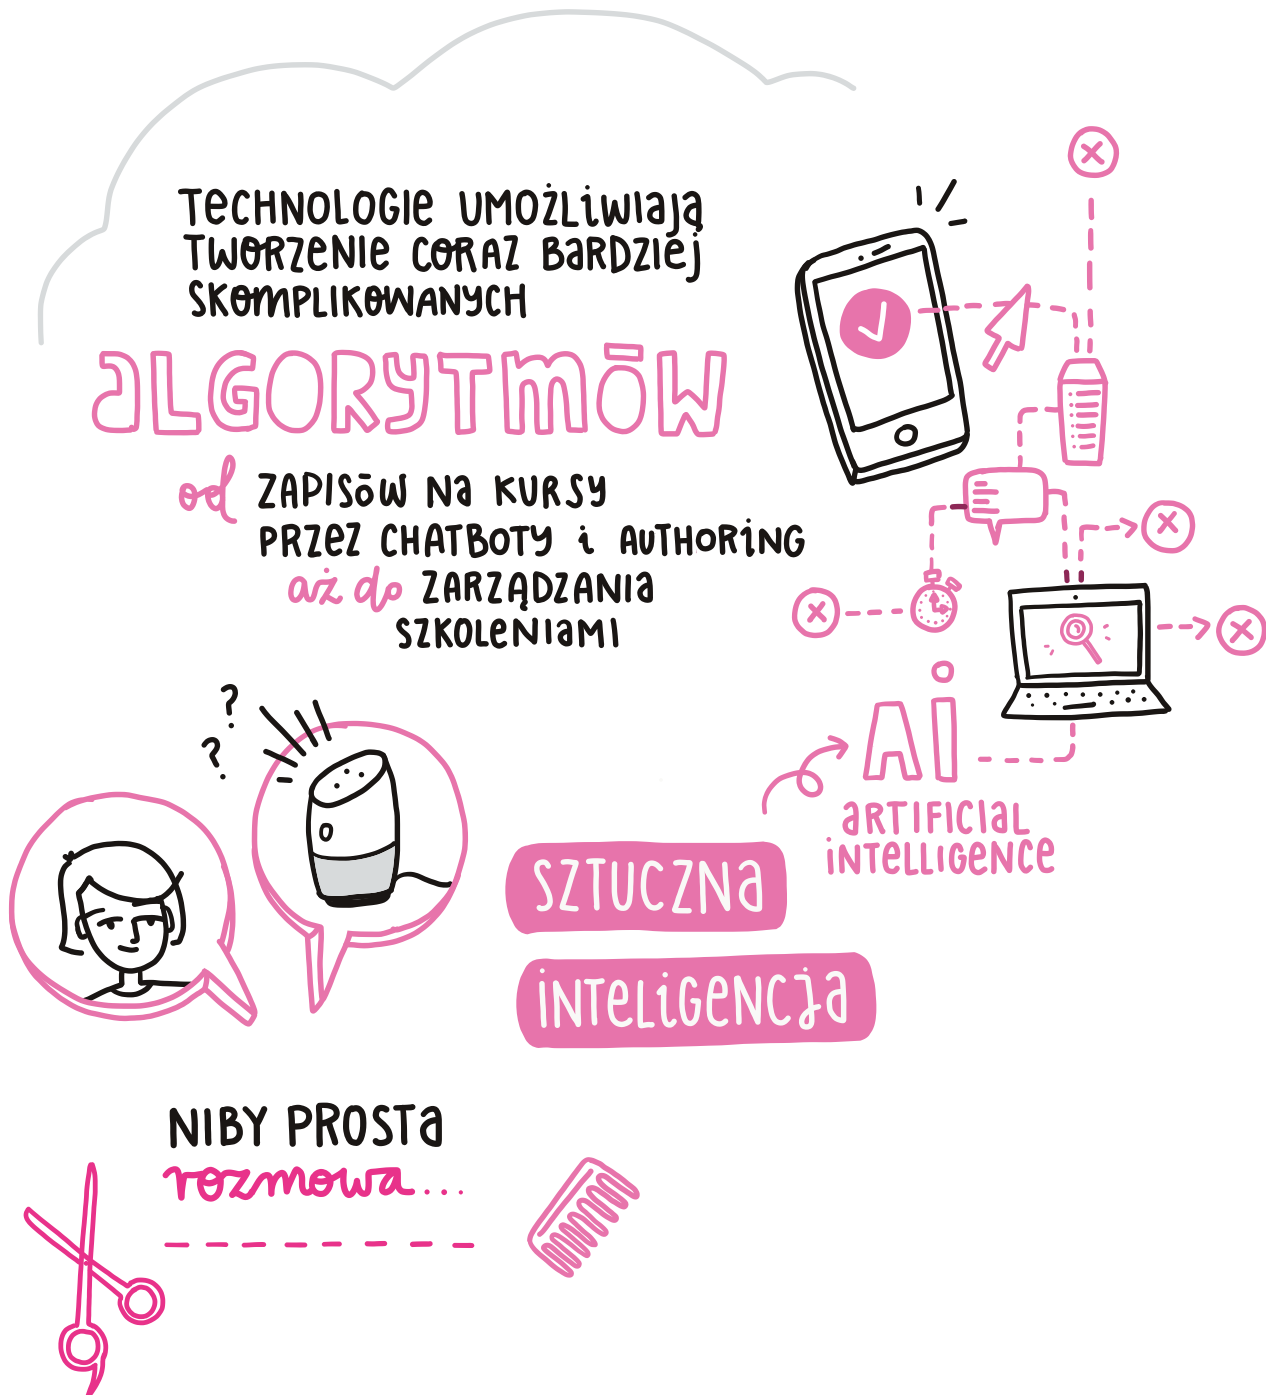 TECHNOLOGIE UMOŻLIWIAJĄ
TWORZENIE CORAZ BARDZIEJ
SKOMPLIKOWANYCH
ALGORYTMÓW
od ZAPISÓW NA KURSY
PRZEZ CHATBOTY i AUTHORING
aż do ZARZĄDZANIA
SZKOLENIAMI
? 
?
Ai
ARTIFICIAL
INTELLIGENCE
SZTUCZNA
INTELIGENCJA
NIBY PROSTA
rozmowa...